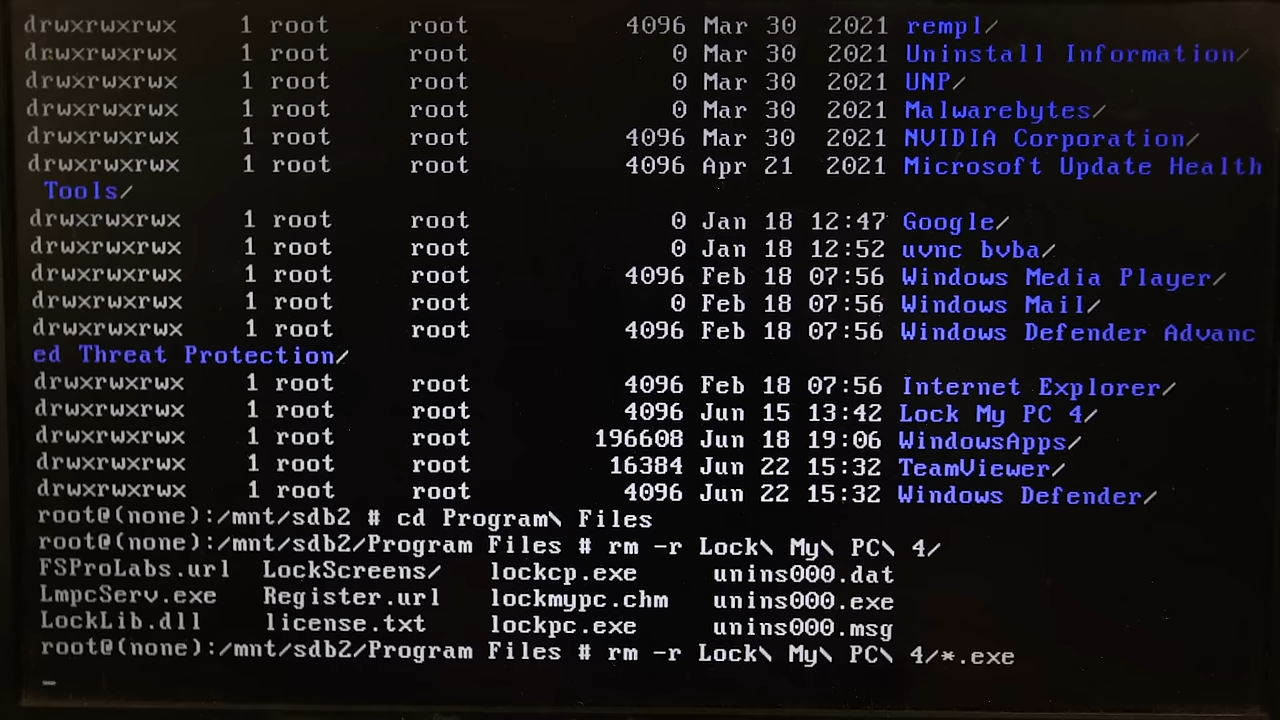 drwxrwxrwx 1 root root 4096 Mar 30 2021 rempl/
drwxrwxrwx 1 root root 0 Mar 30 2021 Uninstall Information/
drwxrwxrwx 1 root root 0 Mar 30 2021 UNP/
drwxrwxrwx 1 root root 0 Mar 30 2021 Malwarebytes/
drwxrwxrwx 1 root root 4096 Mar 30 2021 NVIDIA Corporation/
drwxrwxrwx 1 root root 4096 Apr 21 2021 Microsoft Update Health
Tools/
drwxrwxrwx 1 root root 0 Jan 18 12:47 Google/
drwxrwxrwx 1 root root 0 Jan 18 12:52 uvnc bvba/
drwxrwxrwx 1 root root 4096 Feb 18 07:56 Windows Media Player/
drwxrwxrwx 1 root root 0 Feb 18 07:56 Windows Mail/
drwxrwxrwx 1 root root 4096 Feb 18 07:56 Windows Defender Advanc
ed Threat Protection/
drwxrwxrwx 1 root root 4096 Feb 18 07:56 Internet Explorer/
drwxrwxrwx 1 root root 4096 Jun 15 13:42 Lock My PC 4/
drwxrwxrwx 1 root root 196608 Jun 18 19:06 WindowsApps/
drwxrwxrwx 1 root root 16384 Jun 22 15:32 TeamViewer/
drwxrwxrwx 1 root root 4096 Jun 22 15:32 Windows Defender/
root@(none):/mnt/sdb2 # cd Program\ Files
root@(none):/mnt/sdb2/Program Files # rm -r Lock\ My\ PC\ 4/
FSProLabs.url LockScreens/ lockcp.exe unins000.dat
LmpcServ.exe Register.url lockmypc.chm unins000.exe
LockLib.dll license.txt lockpc.exe unins000.msg
root@(none):/mnt/sdb2/Program Files # rm -r Lock\ My\ PC\ 4/*.exe